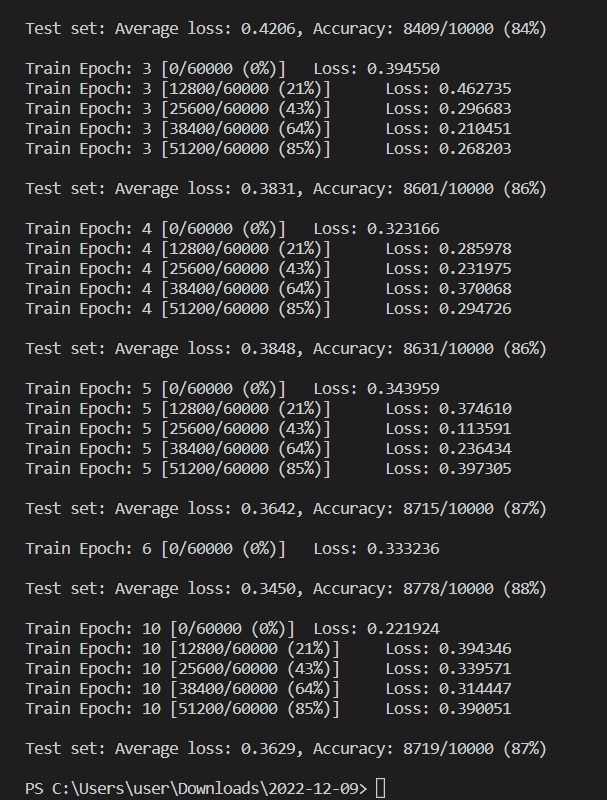 Test set: Average loss: 0.4206, Accuracy: 8409/10000 (84%)
Train Epoch: 3 [0/60000 (0%)]   Loss: 0.394550
Train Epoch: 3 [12800/60000 (21%)]      Loss: 0.462735
Train Epoch: 3 [25600/60000 (43%)]      Loss: 0.296683
Train Epoch: 3 [38400/60000 (64%)]      Loss: 0.210451
Train Epoch: 3 [51200/60000 (85%)]      Loss: 0.268203
Test set: Average loss: 0.3831, Accuracy: 8601/10000 (86%)
Train Epoch: 4 [0/60000 (0%)]   Loss: 0.323166
Train Epoch: 4 [12800/60000 (21%)]      Loss: 0.285978
Train Epoch: 4 [25600/60000 (43%)]      Loss: 0.231975
Train Epoch: 4 [38400/60000 (64%)]      Loss: 0.370068
Train Epoch: 4 [51200/60000 (85%)]      Loss: 0.294726
Test set: Average loss: 0.3848, Accuracy: 8631/10000 (86%)
Train Epoch: 5 [0/60000 (0%)]   Loss: 0.343959
Train Epoch: 5 [12800/60000 (21%)]      Loss: 0.374610
Train Epoch: 5 [25600/60000 (43%)]      Loss: 0.113591
Train Epoch: 5 [38400/60000 (64%)]      Loss: 0.236434
Train Epoch: 5 [51200/60000 (85%)]      Loss: 0.397305
Test set: Average loss: 0.3642, Accuracy: 8715/10000 (87%)
Train Epoch: 6 [0/60000 (0%)]   Loss: 0.333236
Test set: Average loss: 0.3450, Accuracy: 8778/10000 (88%)
Train Epoch: 10 [0/60000 (0%)]  Loss: 0.221924
Train Epoch: 10 [12800/60000 (21%)]     Loss: 0.394346
Train Epoch: 10 [25600/60000 (43%)]     Loss: 0.339571
Train Epoch: 10 [38400/60000 (64%)]     Loss: 0.314447
Train Epoch: 10 [51200/60000 (85%)]     Loss: 0.390051
Test set: Average loss: 0.3629, Accuracy: 8719/10000 (87%)
PS C:\Users\user\Downloads\2022-12-09>